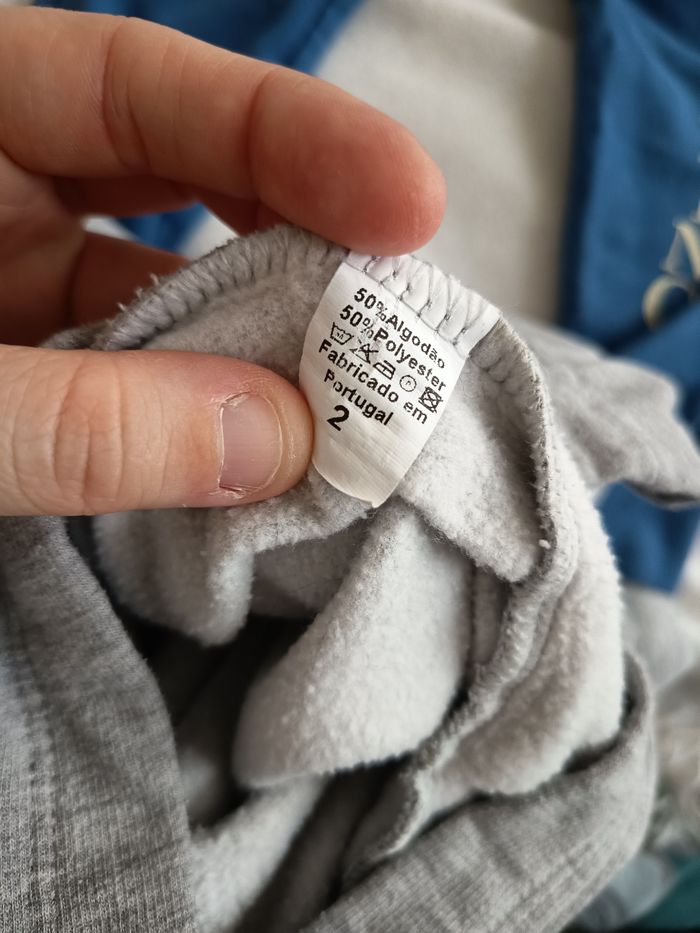 50%Algodão
50%Polyester
Fabricado em
Portugal
2